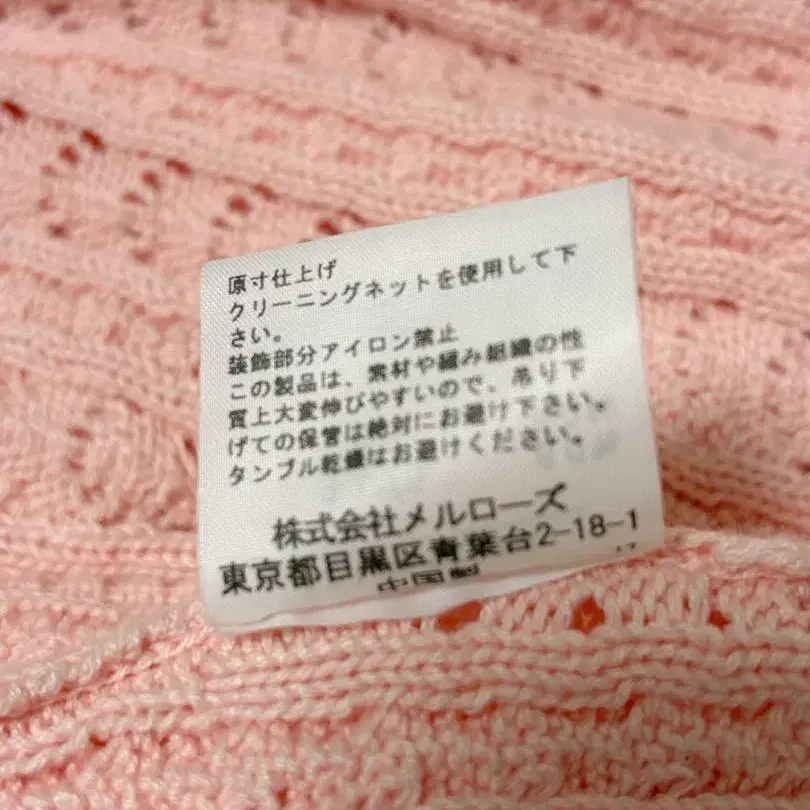 原寸仕上げ
クリーニングネットを使用して下
さい。
装飾部分アイロン禁止
この製品は、素材や編み組織の性
質上大変伸びやすいので、吊り下
げての保管は絶対にお避け下さい。
タンブル乾燥はお避けください。
株式会社メルローズ
東京都目黒区青葉台2-18-1
中国製